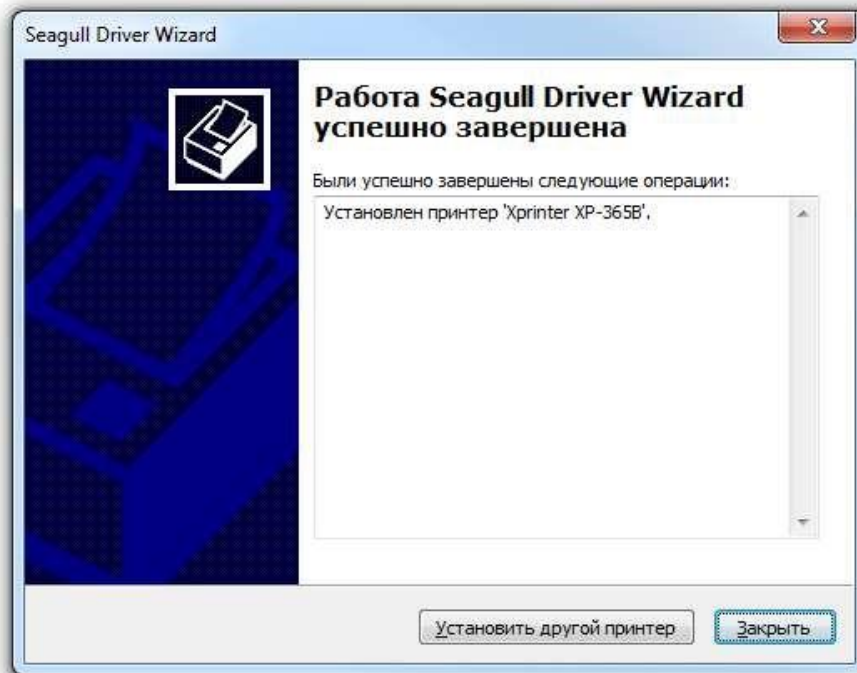 Seagull Driver Wizard
Работа Seagull Driver Wizard
успешно завершена
Были успешно завершены следующие операции:
Установлен принтер 'Xprinter XP-365B'.
Установить другой принтер
Закрыть